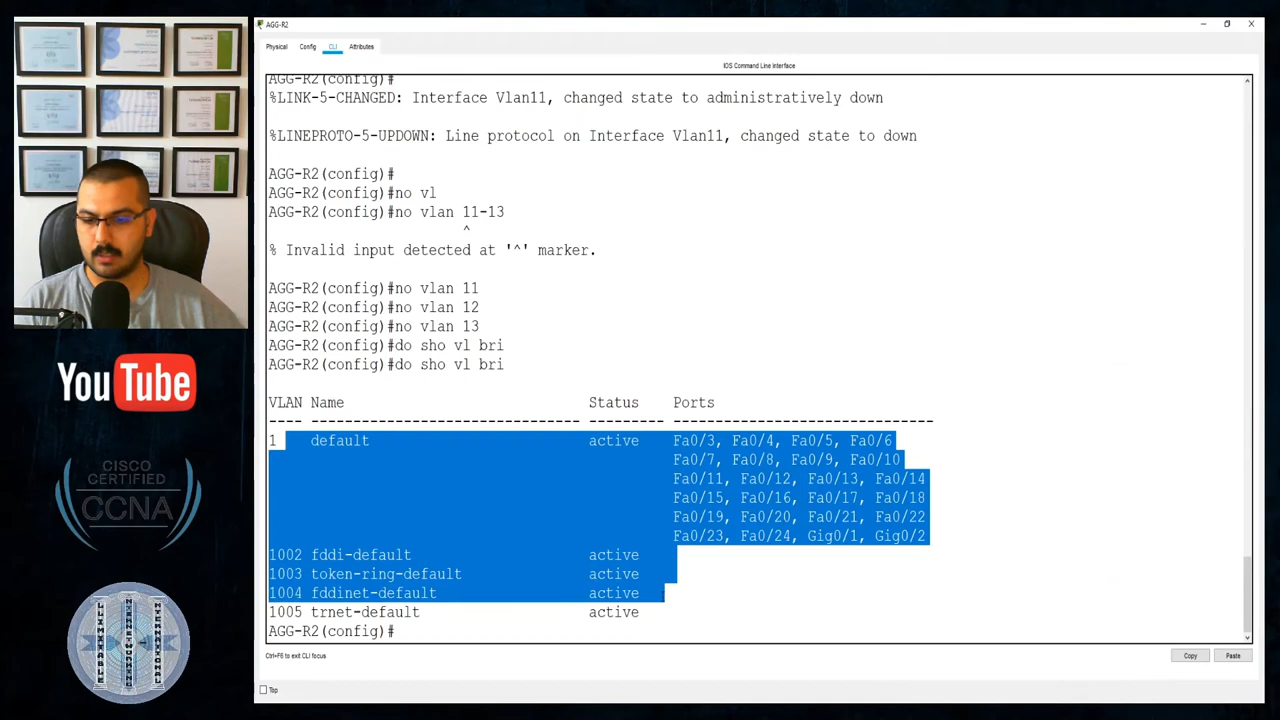 AGG-R2
Physical Config CLI Attributes
IOS Command Line Interface
AGG-R2(config)#
%LINK-5-CHANGED: Interface Vlan11, changed state to administratively down
%LINEPROTO-5-UPDOWN: Line protocol on Interface Vlan11, changed state to down
AGG-R2(config)#
AGG-R2(config)#no vl
AGG-R2(config)#no vlan 11-13
^
% Invalid input detected at '^' marker.
AGG-R2(config)#no vlan 11
AGG-R2(config)#no vlan 12
AGG-R2(config)#no vlan 13
AGG-R2(config)#do sho vl bri
AGG-R2(config)#do sho vl bri
VLAN Name Status Ports
---- -------------------------------- --------- -------------------------------
1 default active Fa0/3, Fa0/4, Fa0/5, Fa0/6
Fa0/7, Fa0/8, Fa0/9, Fa0/10
Fa0/11, Fa0/12, Fa0/13, Fa0/14
Fa0/15, Fa0/16, Fa0/17, Fa0/18
Fa0/19, Fa0/20, Fa0/21, Fa0/22
Fa0/23, Fa0/24, Gig0/1, Gig0/2
1002 fddi-default active
1003 token-ring-default active
1004 fddinet-default active
1005 trnet-default active
AGG-R2(config)#
Ctrl+F6 to exit CLI focus
Copy Paste
Top
YouTube
CISCO
CERTIFIED
CCNA
ILLIMITABLE
INTERNETWORKING
INTERNATIONAL